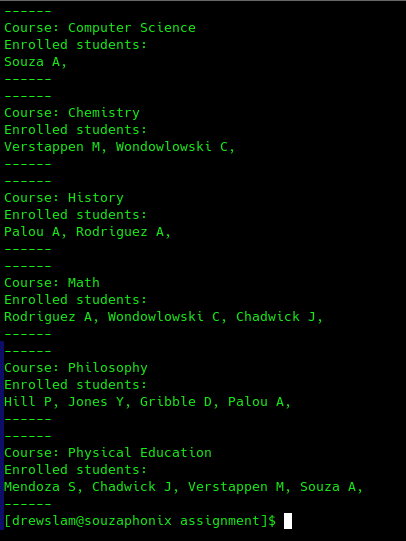 ------
Course: Computer Science
Enrolled students:
Souza A,
------
------
Course: Chemistry
Enrolled students:
Verstappen M, Wondowlowski C,
------
------
Course: History
Enrolled students:
Palou A, Rodriguez A,
------
------
Course: Math
Enrolled students:
Rodriguez A, Wondowlowski C, Chadwick J,
------
------
Course: Philosophy
Enrolled students:
Hill P, Jones Y, Gribble D, Palou A,
------
------
Course: Physical Education
Enrolled students:
Mendoza S, Chadwick J, Verstappen M, Souza A,
------
[drewslam@souzaphonix assignment]$